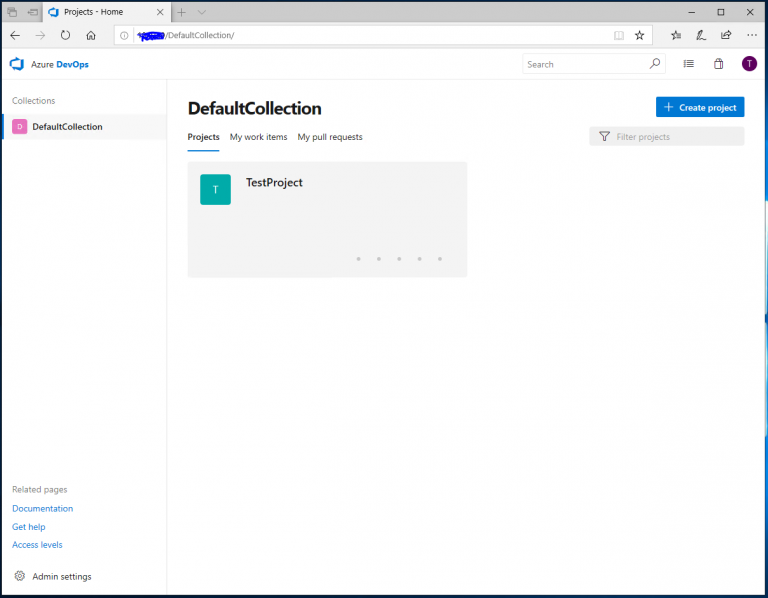 Projects - Home
/DefaultCollection/
Azure DevOps
Search
T
Collections
D DefaultCollection
DefaultCollection
Create project
Projects My work items My pull requests
Filter projects
T TestProject
Related pages
Documentation
Get help
Access levels
Admin settings